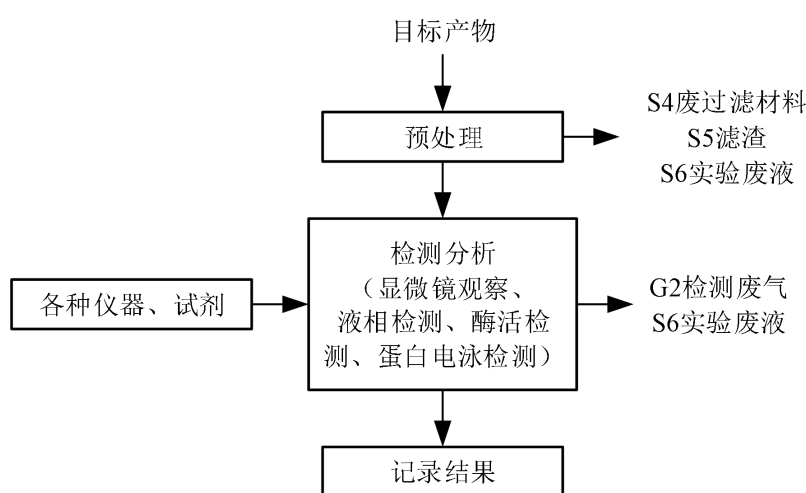 目标产物
预处理
S4废过滤材料
S5滤渣
S6实验废液
检测分析
（显微镜观察、
液相检测、酶活检
测、蛋白电泳检测）
各种仪器、试剂
G2检测废气
S6实验废液
记录结果